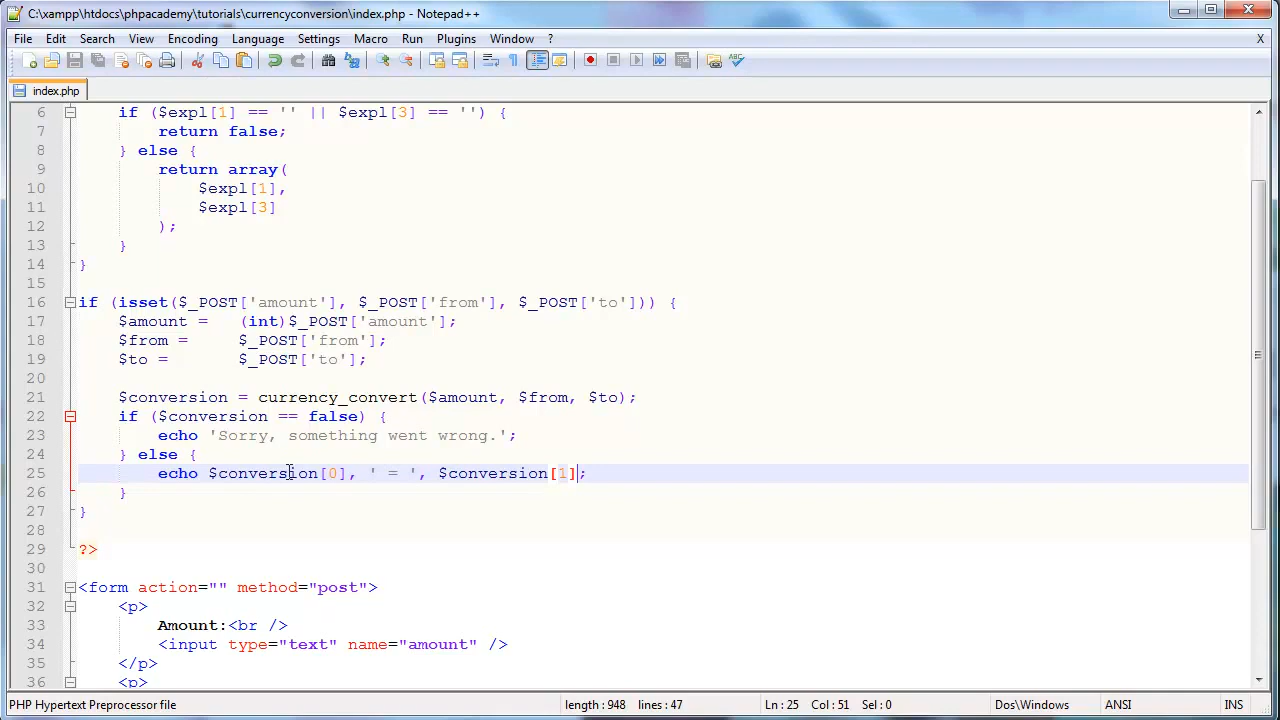 C:\xampp\htdocs\phpacademy\tutorials\currencyconversion\index.php - Notepad++
File Edit Search View Encoding Language Settings Macro Run Plugins Window ? X
index.php
6 if ($expl[1] == '' || $expl[3] == '') {
7 return false;
8 } else {
9 return array(
10 $expl[1],
11 $expl[3]
12 );
13 }
14 }
15
16 if (isset($_POST['amount'], $_POST['from'], $_POST['to'])) {
17 $amount = (int)$_POST['amount'];
18 $from = $_POST['from'];
19 $to = $_POST['to'];
20
21 $conversion = currency_convert($amount, $from, $to);
22 if ($conversion == false) {
23 echo 'Sorry, something went wrong.';
24 } else {
25 echo $conversion[0], ' = ', $conversion[1];
26 }
27 }
28
29 ?>
30
31 <form action="" method="post">
32 <p>
33 Amount:<br />
34 <input type="text" name="amount" />
35 </p>
36 <p>
PHP Hypertext Preprocessor file length : 948 lines : 47 Ln : 25 Col : 51 Sel : 0 Dos\Windows ANSI INS